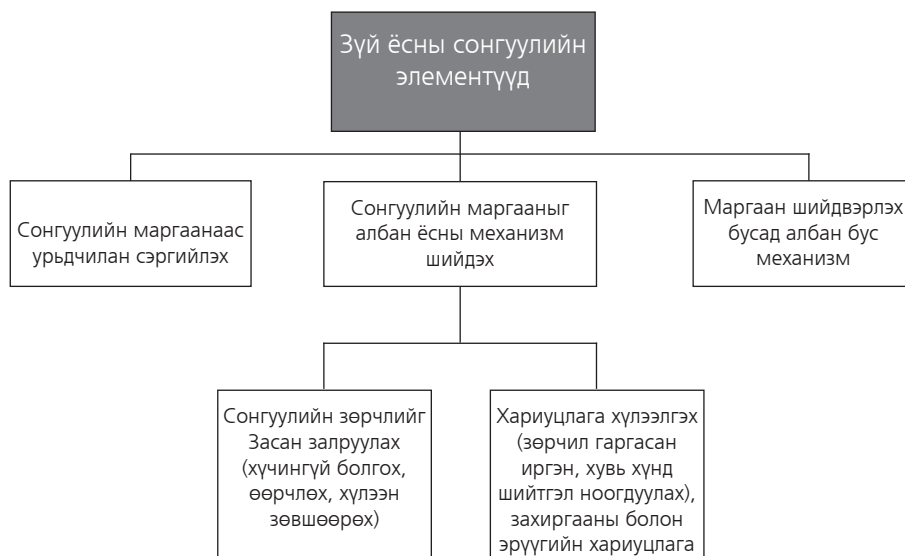 Зүй ёсны сонгуулийн
элементүүд
Сонгуулийн маргаанаас
урьдчилан сэргийлэх
Сонгуулийн маргааныг
албан ёсны механизм
шийдэх
Маргаан шийдвэрлэх
бусад албан бус
механизм
Сонгуулийн зөрчлийг
Засан залруулах
(хүчингүй болгох,
өөрчлөх, хүлээн
зөвшөөрөх)
Хариуцлага хүлээлгэх
(зөрчил гаргасан
иргэн, хувь хүнд
шийтгэл ноогдуулах),
захиргааны болон
эрүүгийн хариуцлага